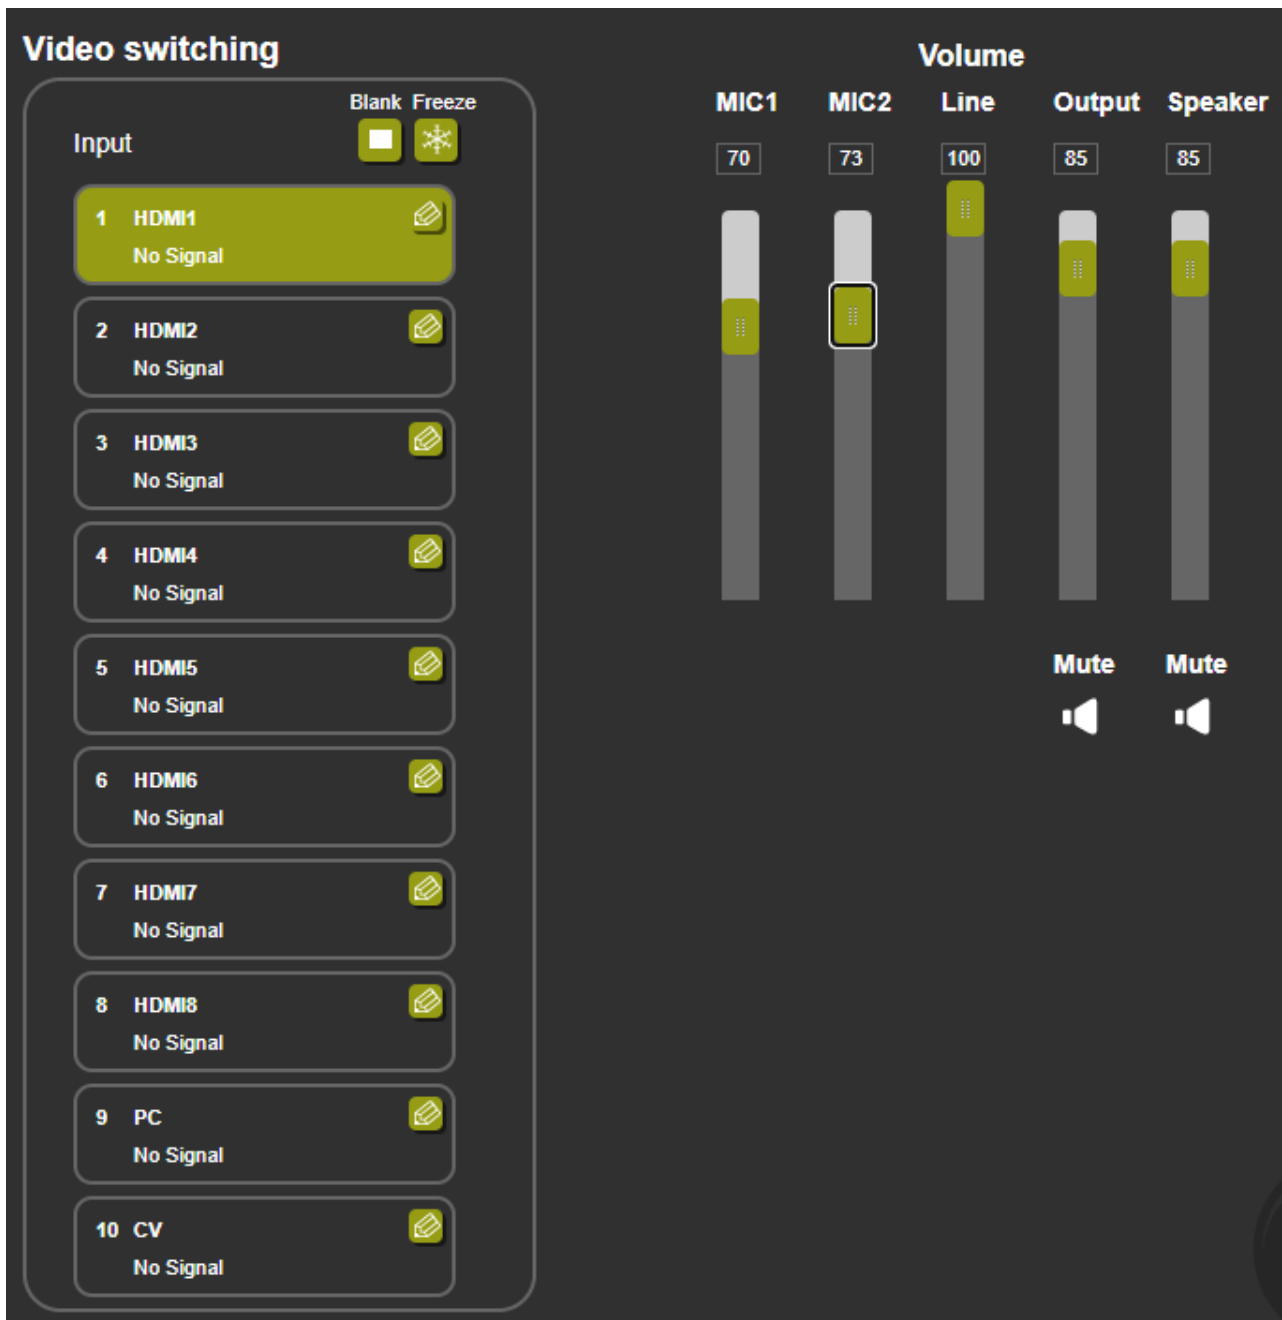 Video switching
Blank Freeze
Input
1 HDMI1
No Signal
2 HDMI2
No Signal
3 HDMI3
No Signal
4 HDMI4
No Signal
5 HDMI5
No Signal
6 HDMI6
No Signal
7 HDMI7
No Signal
8 HDMI8
No Signal
9 PC
No Signal
10 CV
No Signal
Volume
MIC1 MIC2 Line Output Speaker
70 73 100 85 85
Mute Mute